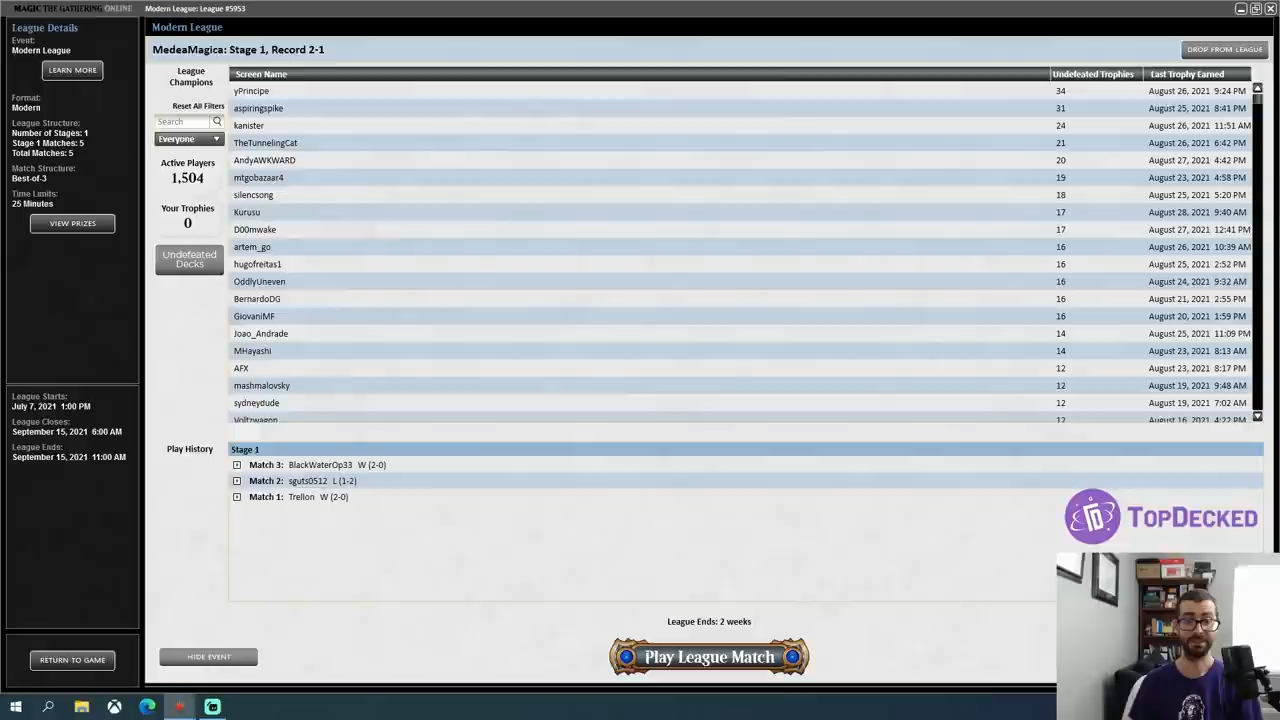 MAGIC THE GATHERING ONLINE
Modern League: League #5953
League Details
Event:
Modern League
LEARN MORE
Format:
Modern
League Structure:
Number of Stages: 1
Stage 1 Matches: 5
Total Matches: 5
Match Structure:
Best-of-3
Time Limits:
25 Minutes
VIEW PRIZES
League Starts:
July 7, 2021 1:00 PM
League Closes:
September 15, 2021 6:00 AM
League Ends:
September 15, 2021 11:00 AM
RETURN TO GAME
Modern League
MedeaMagica: Stage 1, Record 2-1
DROP FROM LEAGUE
League
Champions
Reset All Filters
Search
Everyone
Active Players
1,504
Your Trophies
0
Undefeated
Decks
Screen Name Undefeated Trophies Last Trophy Earned
yPrincipe 34 August 26, 2021 9:24 PM
aspiringspike 31 August 25, 2021 8:41 PM
kanister 24 August 26, 2021 11:51 AM
TheTunnelingCat 21 August 26, 2021 6:42 PM
AndyAWKWARD 20 August 27, 2021 4:42 PM
mtgobazaar4 19 August 23, 2021 4:58 PM
silencsong 18 August 25, 2021 5:20 PM
Kurusu 17 August 28, 2021 9:40 AM
D00mwake 17 August 27, 2021 12:41 PM
artem_go 16 August 26, 2021 10:39 AM
hugofreitas1 16 August 25, 2021 2:52 PM
OddlyUneven 16 August 24, 2021 9:32 AM
BernardoDG 16 August 21, 2021 2:55 PM
GiovaniMF 16 August 20, 2021 1:59 PM
Joao_Andrade 14 August 25, 2021 11:09 PM
MHayashi 14 August 23, 2021 8:13 AM
AFX 12 August 23, 2021 8:17 PM
mashmalovsky 12 August 19, 2021 9:48 AM
sydneydude 12 August 19, 2021 7:02 AM
Voltzwagon 12 August 16, 2021 4:22 PM
Play History
Stage 1
Match 3: BlackWaterOp33 W (2-0)
Match 2: sguts0512 L (1-2)
Match 1: Trellon W (2-0)
TOPDECKED
League Ends: 2 weeks
HIDE EVENT
Play League Match